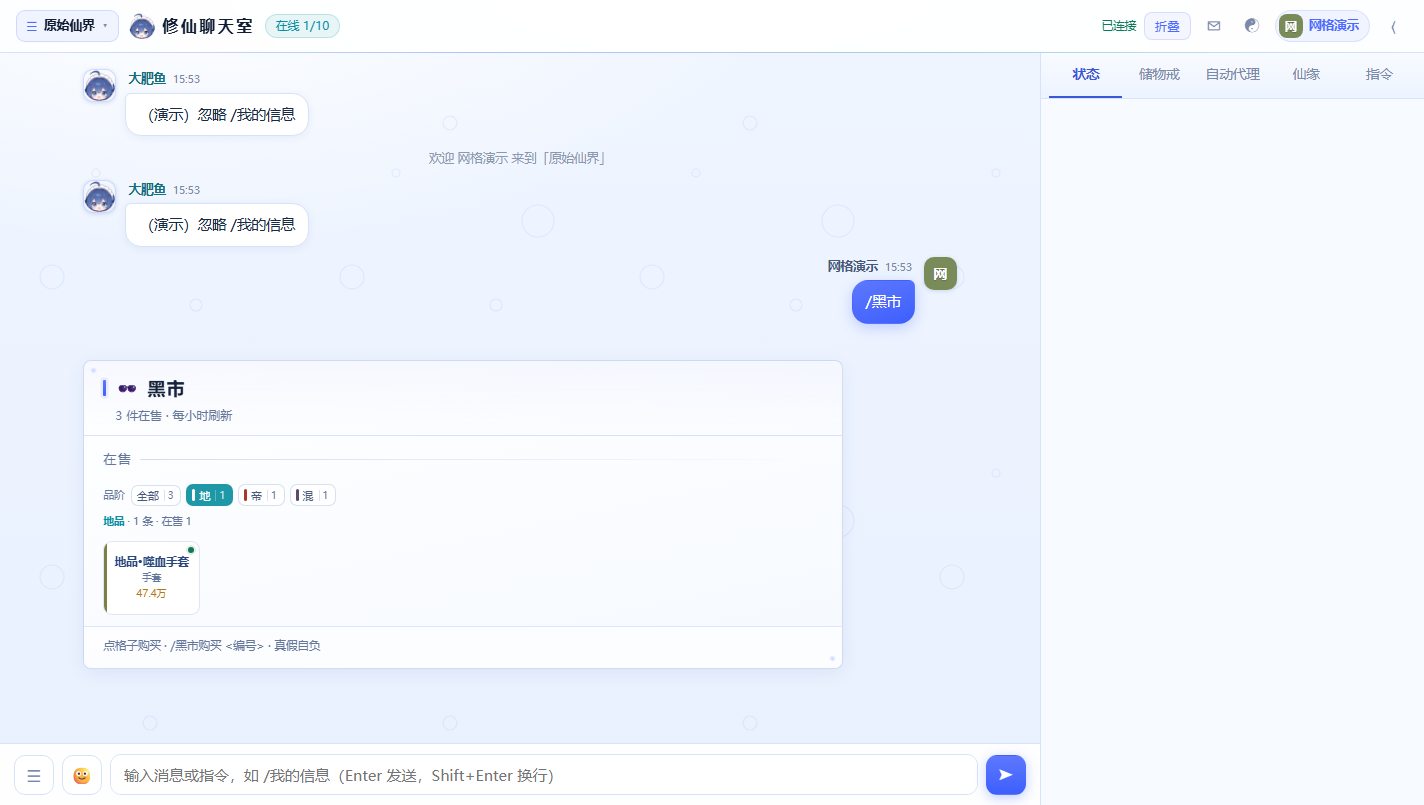 原始仙界
修仙聊天室
在线 1/10
已连接
折叠
网
网格演示
状态
储物戒
自动代理
仙缘
指令
大肥鱼 15:53
（演示）忽略 /我的信息
欢迎 网格演示 来到「原始仙界」
大肥鱼 15:53
（演示）忽略 /我的信息
网格演示 15:53
网
/黑市
黑市
3 件在售 · 每小时刷新
在售
品阶 全部 3 地 1 帝 1 混 1
地品 · 1 条 · 在售 1
地品•噬血手套
手套
47.4万
点格子购买 · /黑市购买 <编号> · 真假自负
输入消息或指令，如 /我的信息（Enter 发送，Shift+Enter 换行）